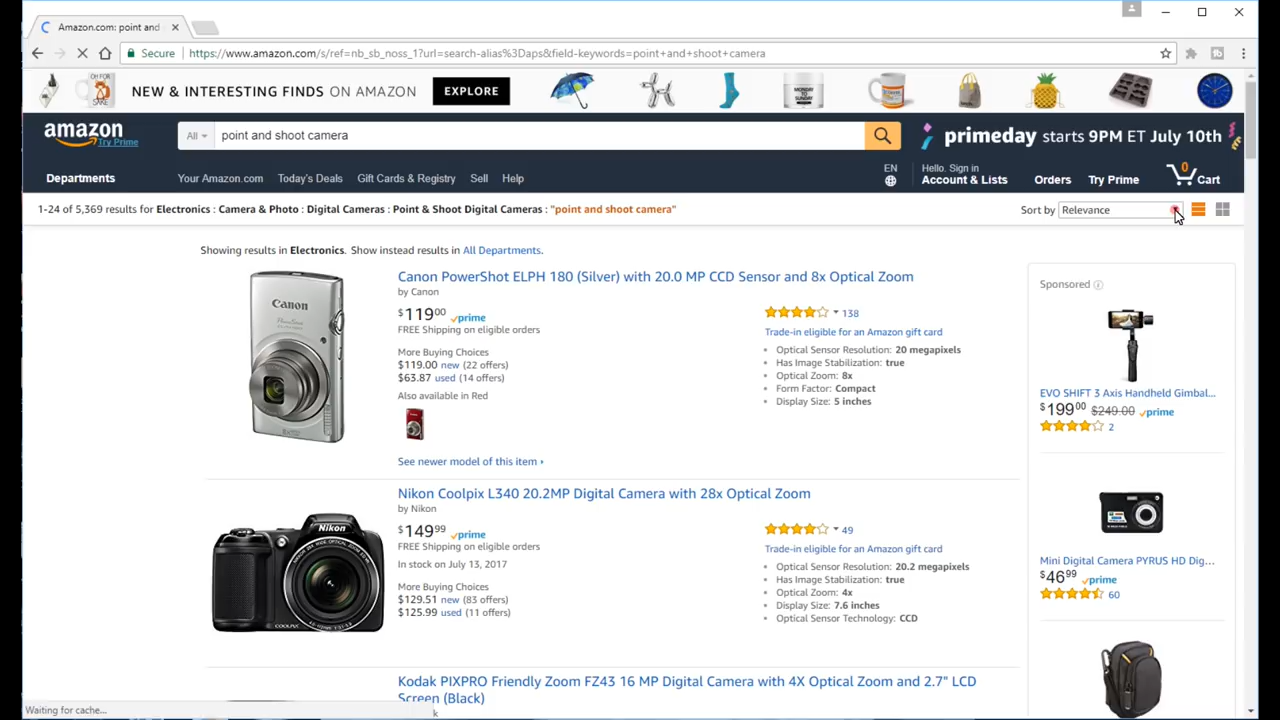 Amazon.com: point and
Secure
https://www.amazon.com/s/ref=nb_sb_noss_1?url=search-alias%3Daps&field-keywords=point+and+shoot+camera
NEW & INTERESTING FINDS ON AMAZON
EXPLORE
amazon
Try Prime
All
point and shoot camera
primeday starts 9PM ET July 10th
Departments
Your Amazon.com
Today's Deals
Gift Cards & Registry
Sell
Help
EN
Hello. Sign in
Account & Lists
Orders
Try Prime
0
Cart
1-24 of 5,369 results for Electronics : Camera & Photo : Digital Cameras : Point & Shoot Digital Cameras : "point and shoot camera"
Sort by
Relevance
Showing results in Electronics. Show instead results in All Departments.
Canon PowerShot ELPH 180 (Silver) with 20.0 MP CCD Sensor and 8x Optical Zoom
by Canon
$11900 prime
FREE Shipping on eligible orders
More Buying Choices
$119.00 new (22 offers)
$63.87 used (14 offers)
Also available in Red
See newer model of this item
138
Trade-in eligible for an Amazon gift card
Optical Sensor Resolution: 20 megapixels
Has Image Stabilization: true
Optical Zoom: 8x
Form Factor: Compact
Display Size: 5 inches
Canon
Nikon Coolpix L340 20.2MP Digital Camera with 28x Optical Zoom
by Nikon
$14999 prime
FREE Shipping on eligible orders
In stock on July 13, 2017
More Buying Choices
$129.51 new (83 offers)
$125.99 used (11 offers)
49
Trade-in eligible for an Amazon gift card
Optical Sensor Resolution: 20.2 megapixels
Has Image Stabilization: true
Optical Zoom: 4x
Display Size: 7.6 inches
Optical Sensor Technology: CCD
Nikon
Kodak PIXPRO Friendly Zoom FZ43 16 MP Digital Camera with 4X Optical Zoom and 2.7" LCD
Screen (Black)
Sponsored
EVO SHIFT 3 Axis Handheld Gimbal...
$19900 $249.00 prime
2
Mini Digital Camera PYRUS HD Dig...
$4699 prime
60
Waiting for cache...